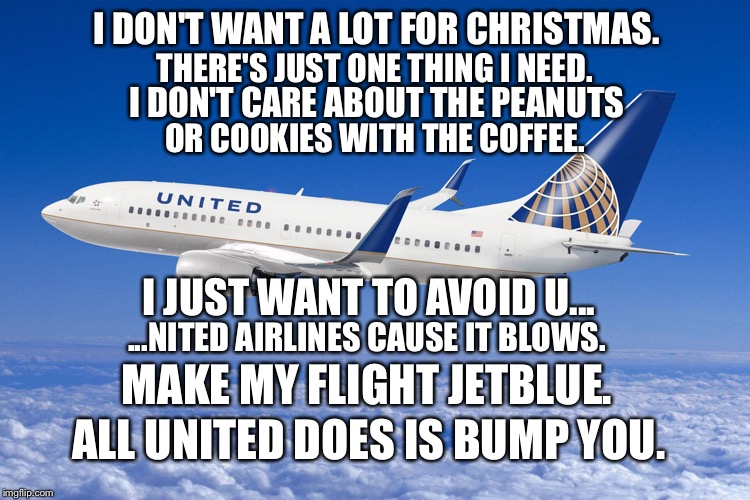 I DON'T WANT A LOT FOR CHRISTMAS.
THERE'S JUST ONE THING I NEED.
I DON'T CARE ABOUT THE PEANUTS
OR COOKIES WITH THE COFFEE.
UNITED
I JUST WANT TO AVOID U...
...NITED AIRLINES CAUSE IT BLOWS.
MAKE MY FLIGHT JETBLUE.
ALL UNITED DOES IS BUMP YOU.
imgflip.com